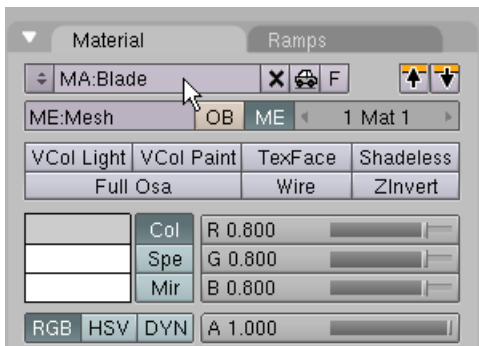 Material Ramps
MA:Blade X F
ME:Mesh OB ME 1 Mat 1
VCol Light VCol Paint TexFace Shadeless
Full Osa Wire ZInvert
Col R 0.800
Spe G 0.800
Mir B 0.800
RGB HSV DYN A 1.000